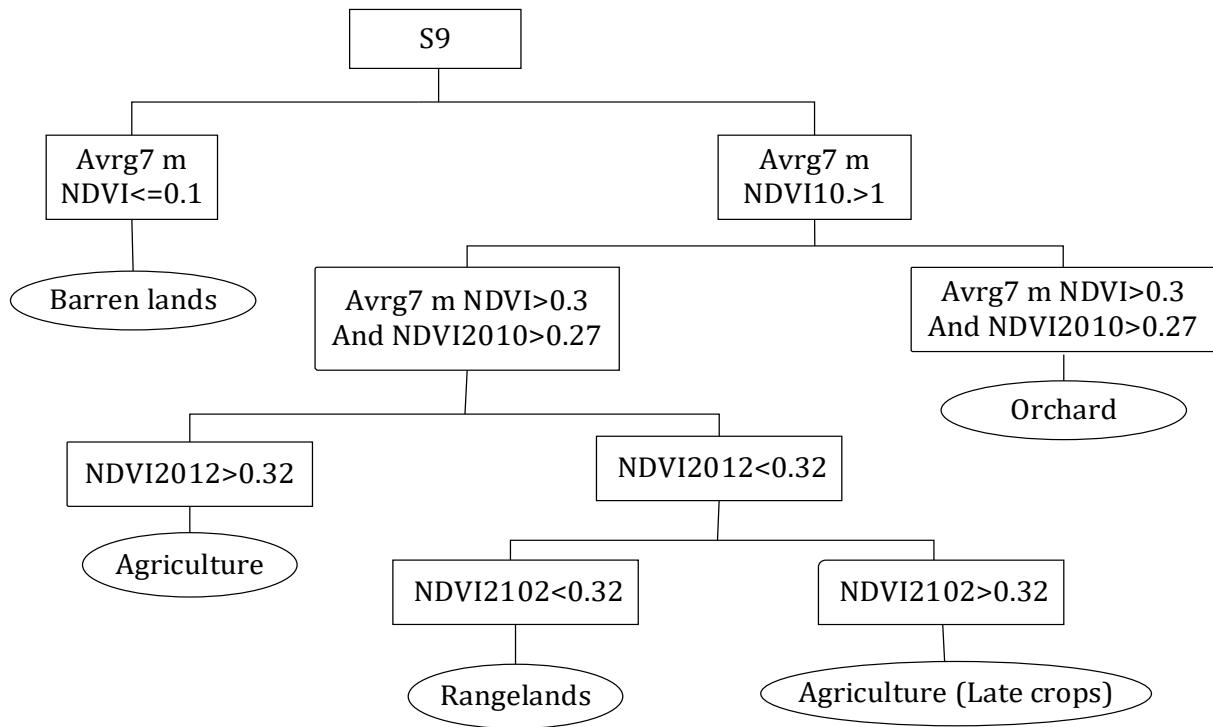 S9
Avrg7 m
NDVI<=0.1
Avrg7 m
NDVI10.>1
Barren lands
Avrg7 m NDVI>0.3
And NDVI2010>0.27
Avrg7 m NDVI>0.3
And NDVI2010>0.27
Orchard
NDVI2012>0.32
NDVI2012<0.32
Agriculture
NDVI2102<0.32
NDVI2102>0.32
Rangelands
Agriculture (Late crops)